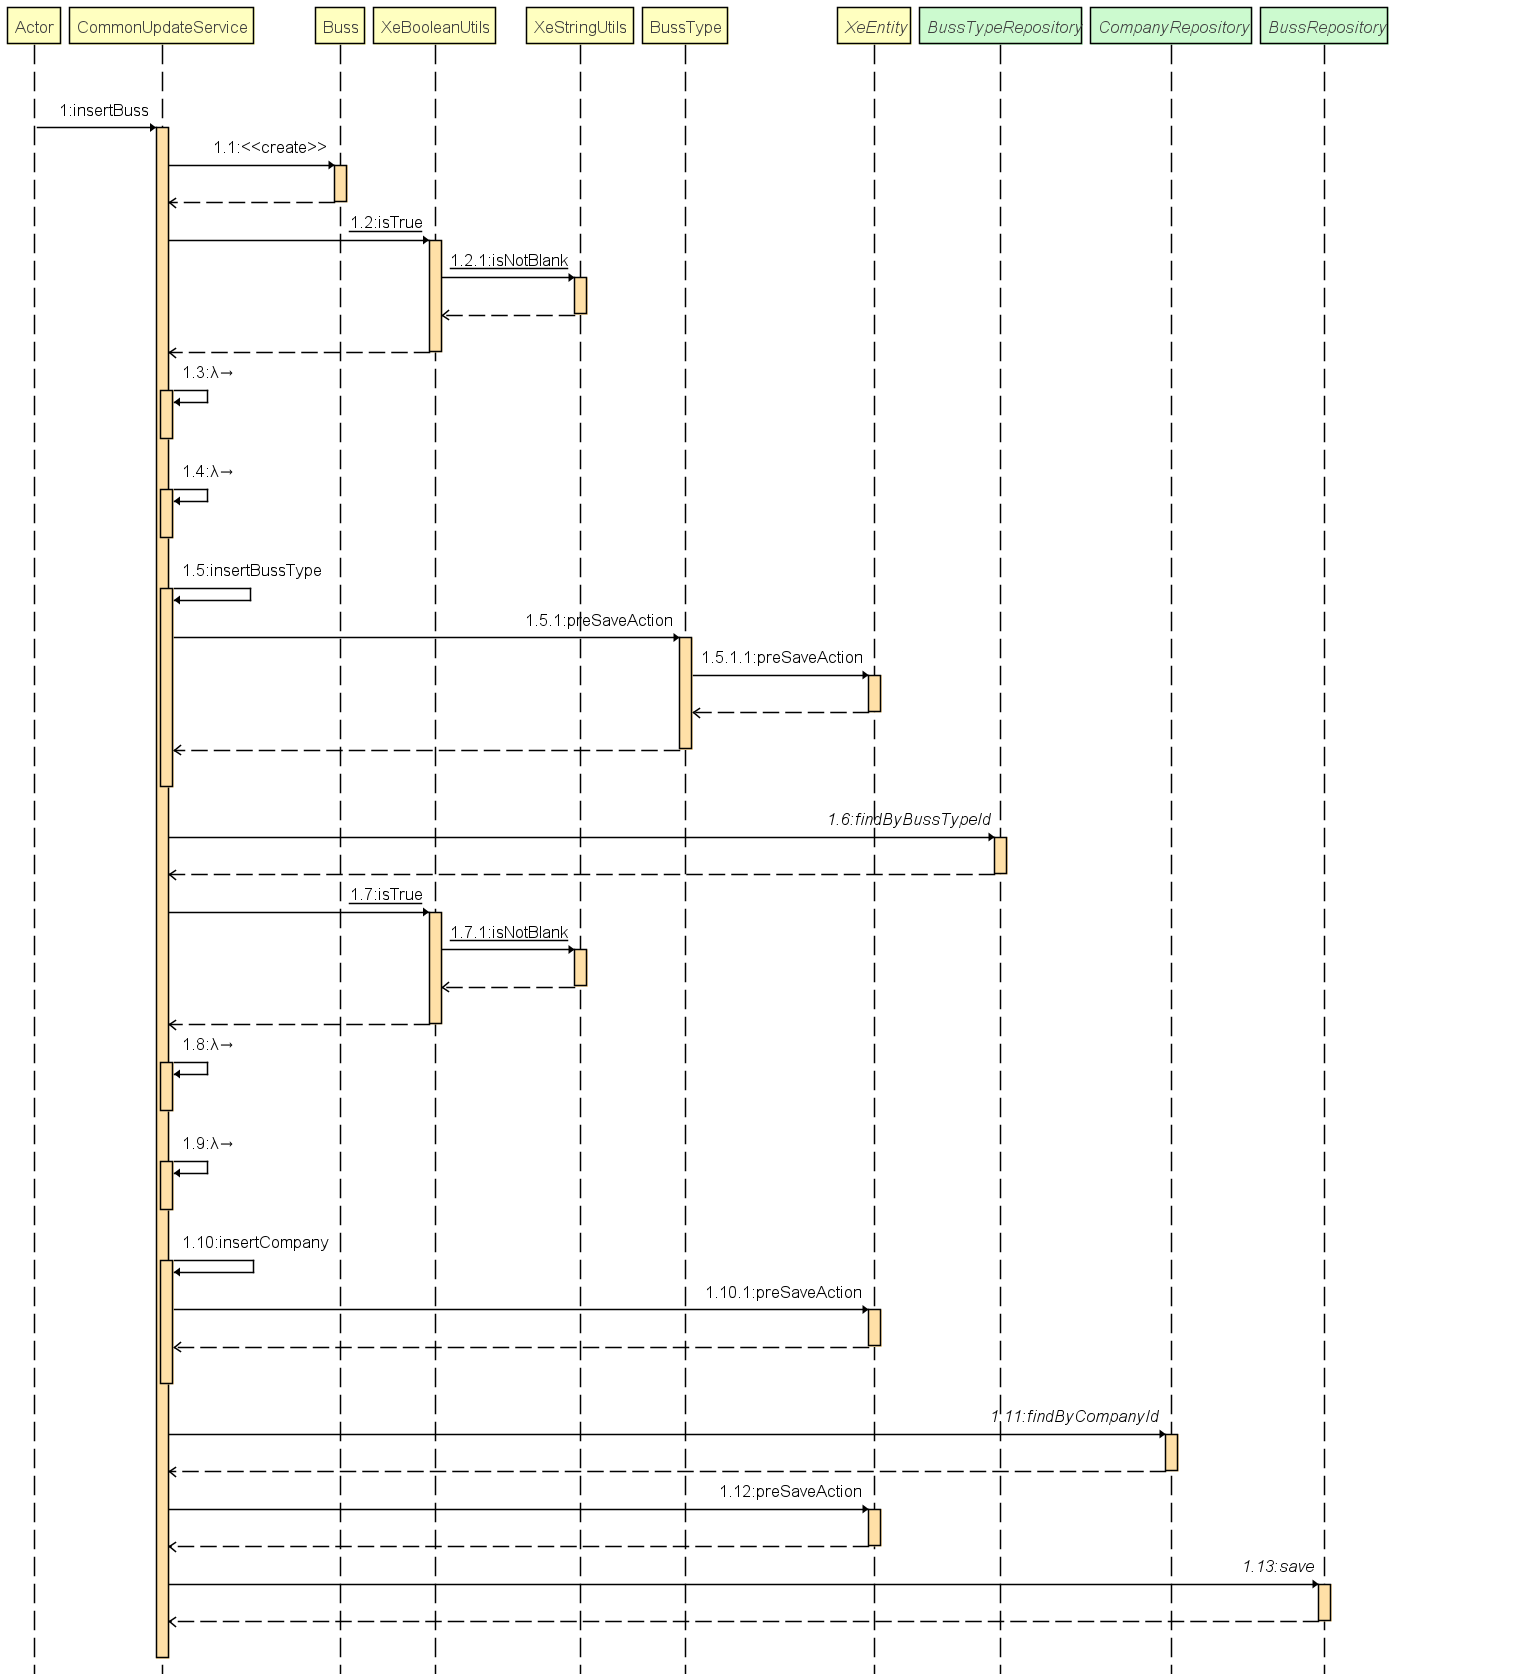 Actor
CommonUpdateService
Buss
XeBooleanUtils
XeStringUtils
BussType
XeEntity
BussTypeRepository
CompanyRepository
BussRepository
1:insertBuss
1.1:<<create>>
1.2:isTrue
1.2.1:isNotBlank
1.3:λ→
1.4:λ→
1.5:insertBussType
1.5.1:preSaveAction
1.5.1.1:preSaveAction
1.6:findByBussTypeId
1.7:isTrue
1.7.1:isNotBlank
1.8:λ→
1.9:λ→
1.10:insertCompany
1.10.1:preSaveAction
1.11:findByCompanyId
1.12:preSaveAction
1.13:save